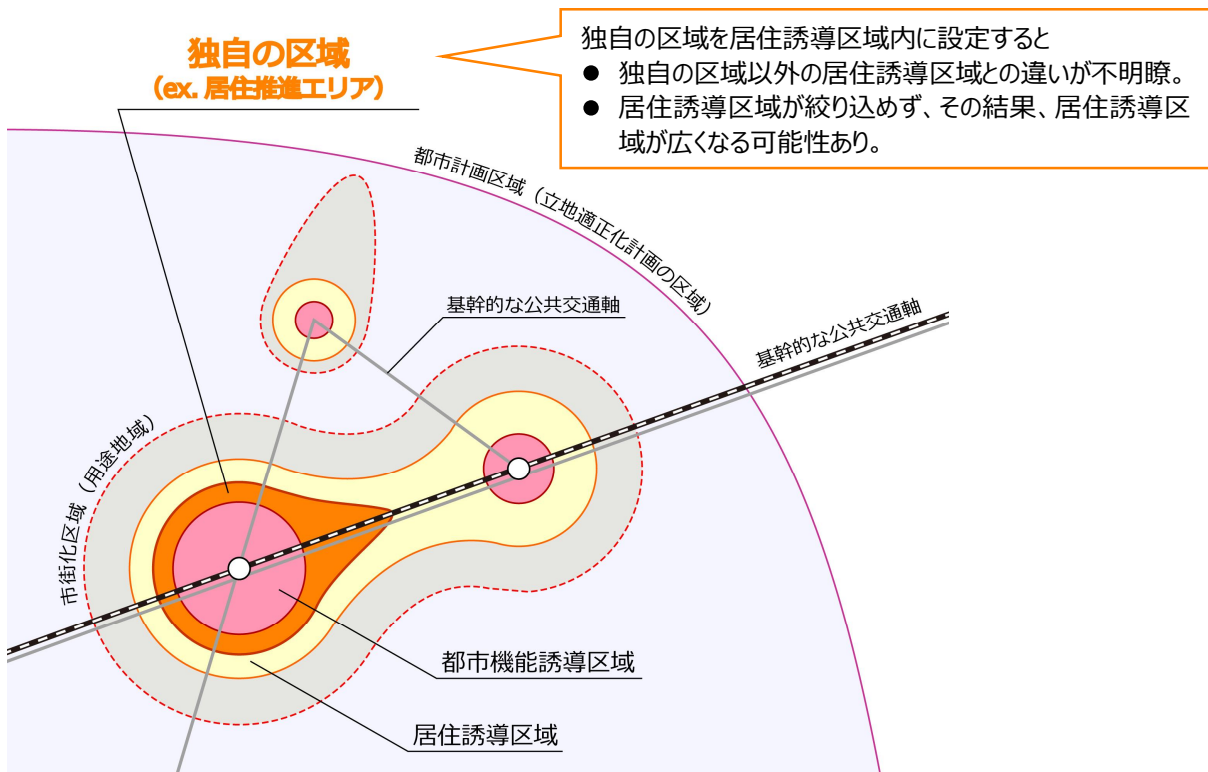 独自の区域
(ex. 居住推進エリア)
独自の区域を居住誘導区域内に設定すると
● 独自の区域以外の居住誘導区域との違いが不明瞭。
● 居住誘導区域が絞り込めず、その結果、居住誘導区
域が広くなる可能性あり。
都市計画区域（立地適正化計画の区域）
基幹的な公共交通軸
基幹的な公共交通軸
市街化区域（用途地域）
都市機能誘導区域
居住誘導区域